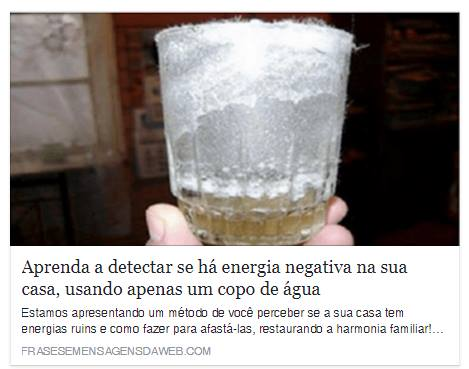 Aprenda a detectar se há energia negativa na sua
casa, usando apenas um copo de água
Estamos apresentando um método de você perceber se a sua casa tem
energias ruins e como fazer para afastá-las, restaurando a harmonia familiar!...
FRASESEMENSAGENSDAWEB.COM